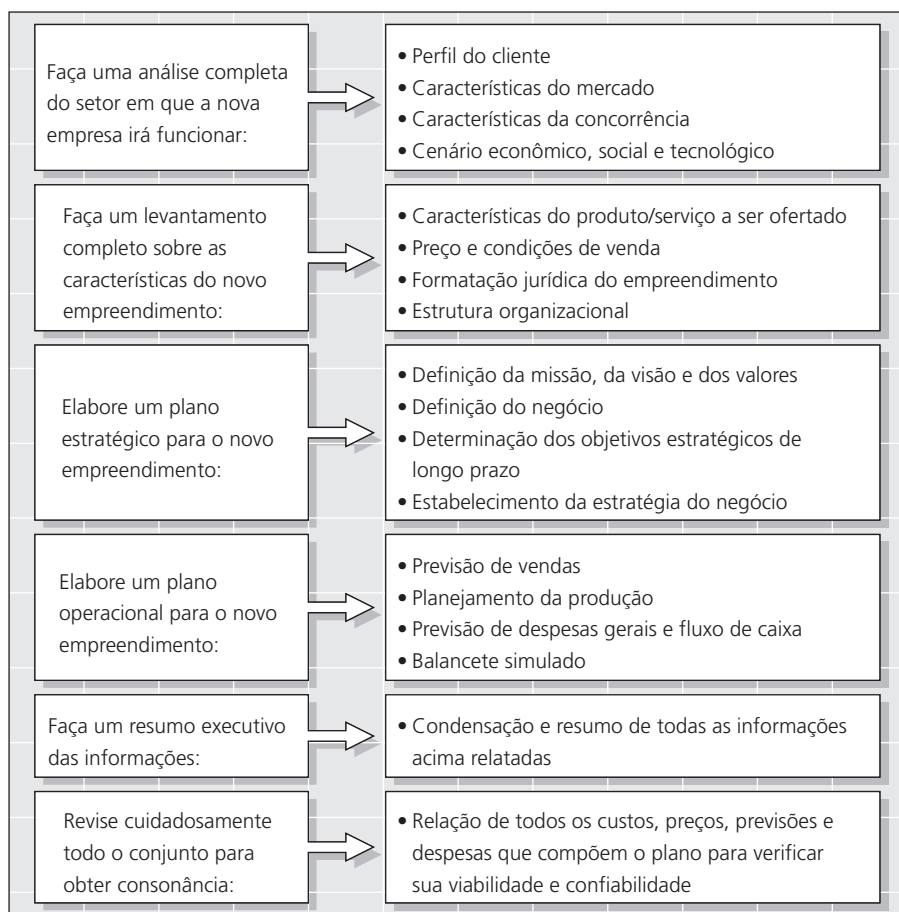 Faça uma análise completa
do setor em que a nova
empresa irá funcionar:
• Perfil do cliente
• Características do mercado
• Características da concorrência
• Cenário econômico, social e tecnológico
Faça um levantamento
completo sobre as
características do novo
empreendimento:
• Características do produto/serviço a ser ofertado
• Preço e condições de venda
• Formatação jurídica do empreendimento
• Estrutura organizacional
Elabore um plano
estratégico para o novo
empreendimento:
• Definição da missão, da visão e dos valores
• Definição do negócio
• Determinação dos objetivos estratégicos de
longo prazo
• Estabelecimento da estratégia do negócio
Elabore um plano
operacional para o novo
empreendimento:
• Previsão de vendas
• Planejamento da produção
• Previsão de despesas gerais e fluxo de caixa
• Balancete simulado
Faça um resumo executivo
das informações:
• Condensação e resumo de todas as informações
acima relatadas
Revise cuidadosamente
todo o conjunto para
obter consonância:
• Relação de todos os custos, preços, previsões e
despesas que compõem o plano para verificar
sua viabilidade e confiabilidade